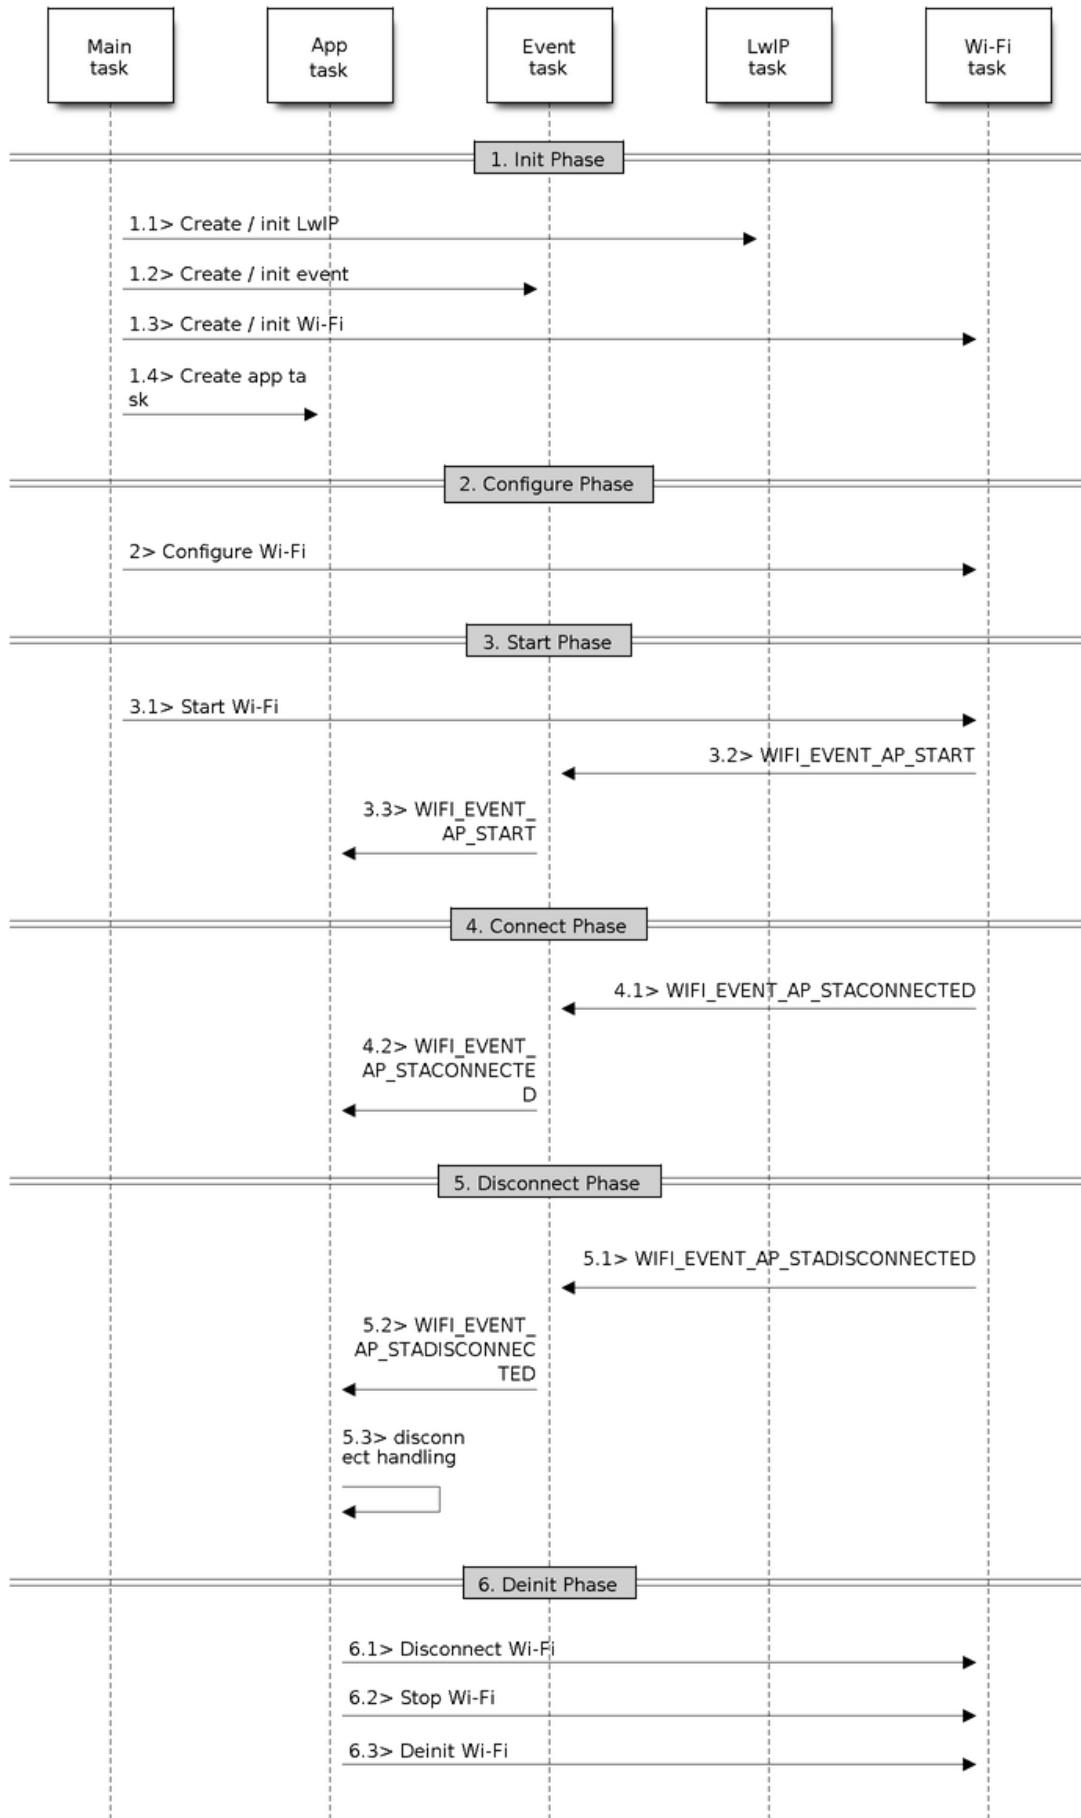 Main
task
App
task
Event
task
LwIP
task
Wi-Fi
task
1. Init Phase
1.1> Create / init LwIP
1.2> Create / init event
1.3> Create / init Wi-Fi
1.4> Create app ta
sk
2. Configure Phase
2> Configure Wi-Fi
3. Start Phase
3.1> Start Wi-Fi
3.2> WIFI_EVENT_AP_START
3.3> WIFI_EVENT_
AP_START
4. Connect Phase
4.1> WIFI_EVENT_AP_STACONNECTED
4.2> WIFI_EVENT_
AP_STACONNECTE
D
5. Disconnect Phase
5.1> WIFI_EVENT_AP_STADISCONNECTED
5.2> WIFI_EVENT_
AP_STADISCONNEC
TED
5.3> disconn
ect handling
6. Deinit Phase
6.1> Disconnect Wi-Fi
6.2> Stop Wi-Fi
6.3> Deinit Wi-Fi